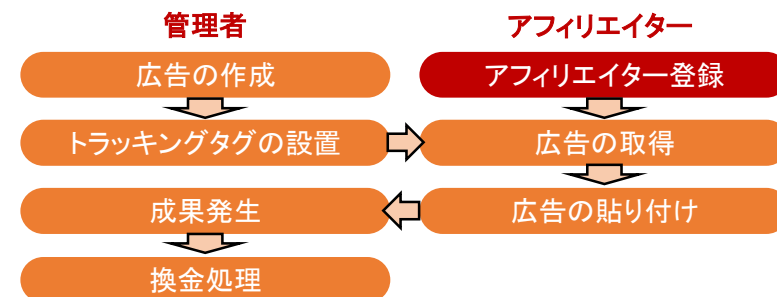 管理者
アフィリエイター
広告の作成
アフィリエイター登録
トラッキングタグの設置
広告の取得
成果発生
広告の貼り付け
換金処理